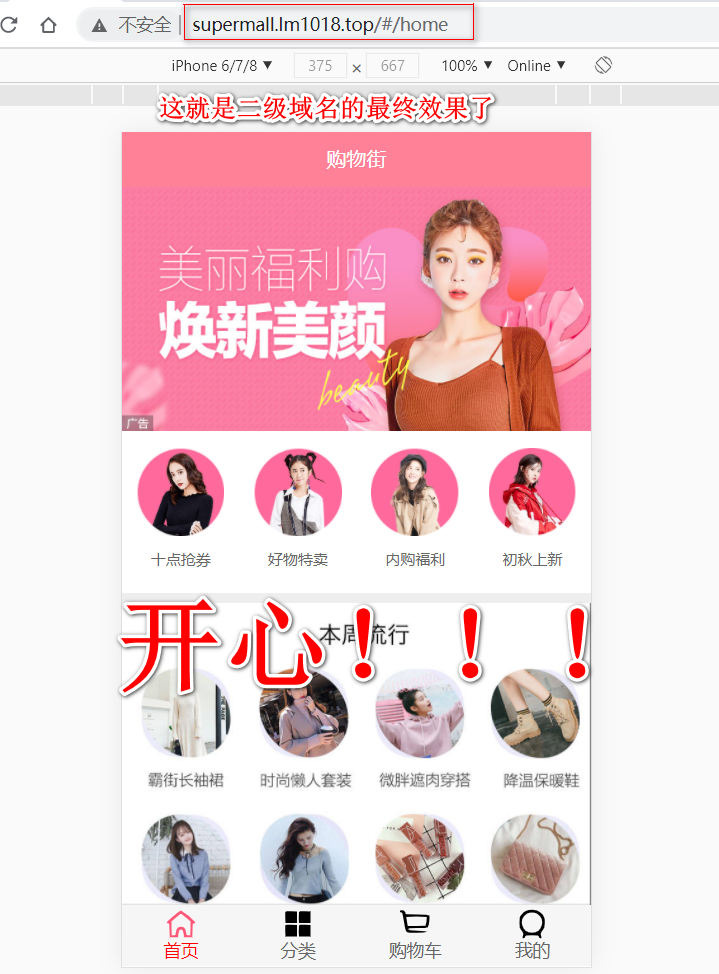 不安全 supermall.lm1018.top/#/home
iPhone 6/7/8 ▼ 375 × 667 100% ▼ Online ▼
这就是二级域名的最终效果了
购物街
美丽福利购
焕新美颜
beauty
广告
十点抢券 好物特卖 内购福利 初秋上新
开心！！！
本周流行
霸街长袖裙 时尚懒人套装 微胖遮肉穿搭 降温保暖鞋
首页 分类 购物车 我的